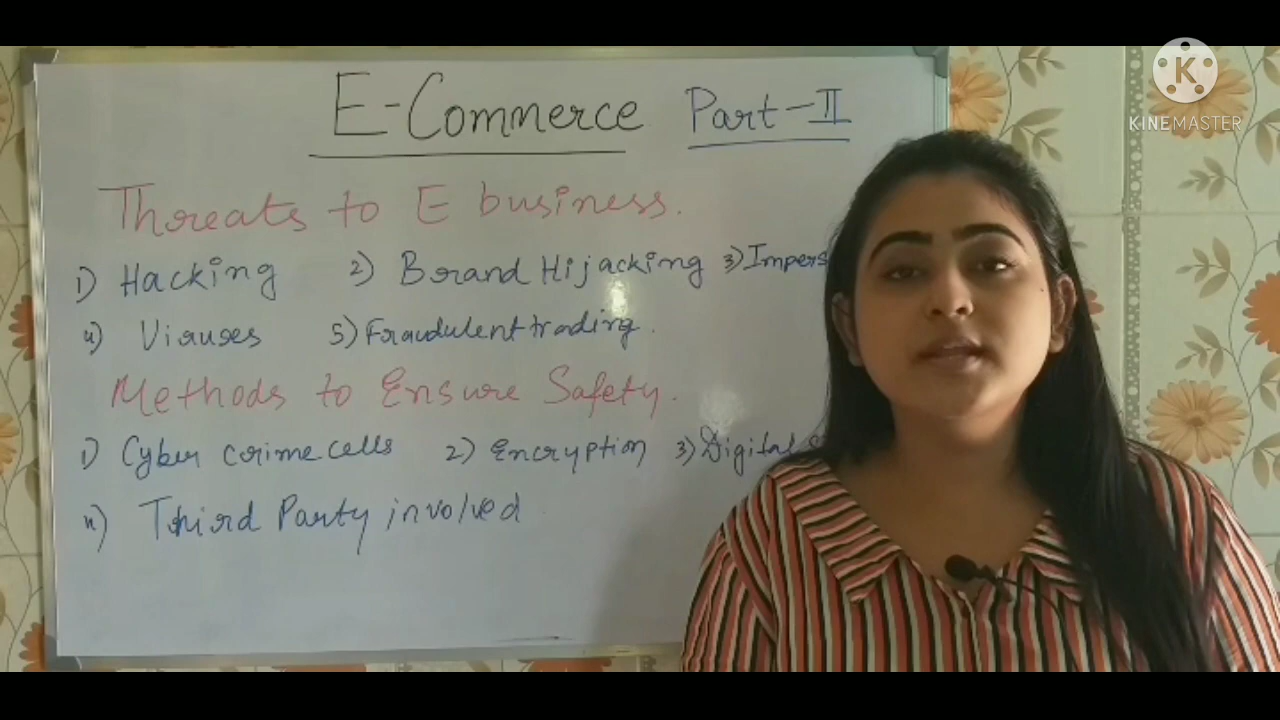 E-Commerce Part-II
Threats to E business.
1) Hacking 2) Brand Hijacking 3) Impers
4) Viruses 5) Fraudulent trading.
Methods to Ensure Safety.
1) Cyber crime cells 2) Encryption 3) Digital
4) Third Party involved
K
KINEMASTER